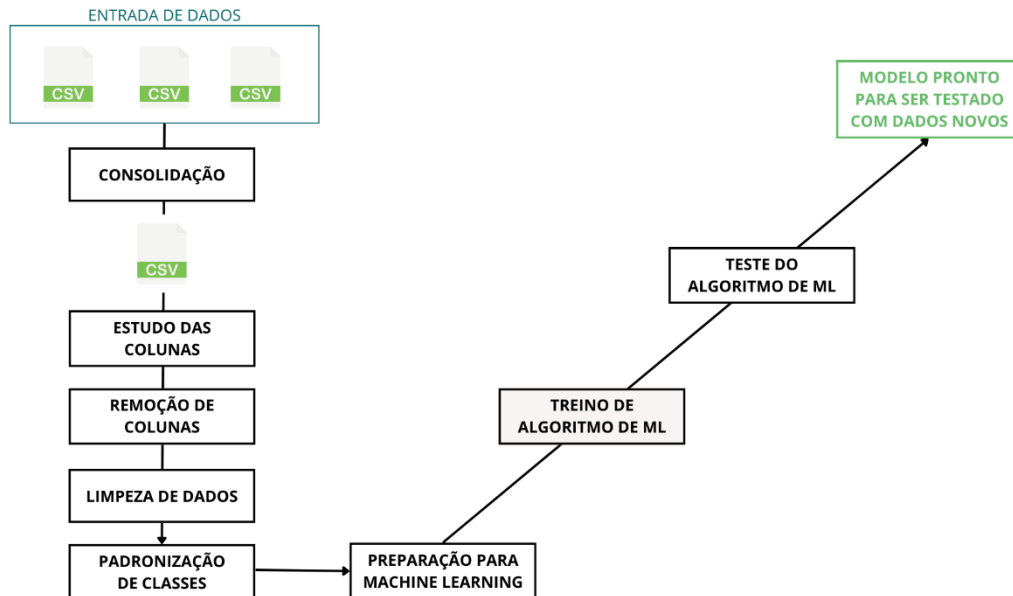 ENTRADA DE DADOS
CSV
CSV
CSV
CONSOLIDAÇÃO
CSV
ESTUDO DAS
COLUNAS
REMOÇÃO DE
COLUNAS
LIMPEZA DE DADOS
PADRONIZAÇÃO
DE CLASSES
PREPARAÇÃO PARA
MACHINE LEARNING
TREINO DE
ALGORITMO DE ML
TESTE DO
ALGORITMO DE ML
MODELO PRONTO
PARA SER TESTADO
COM DADOS NOVOS